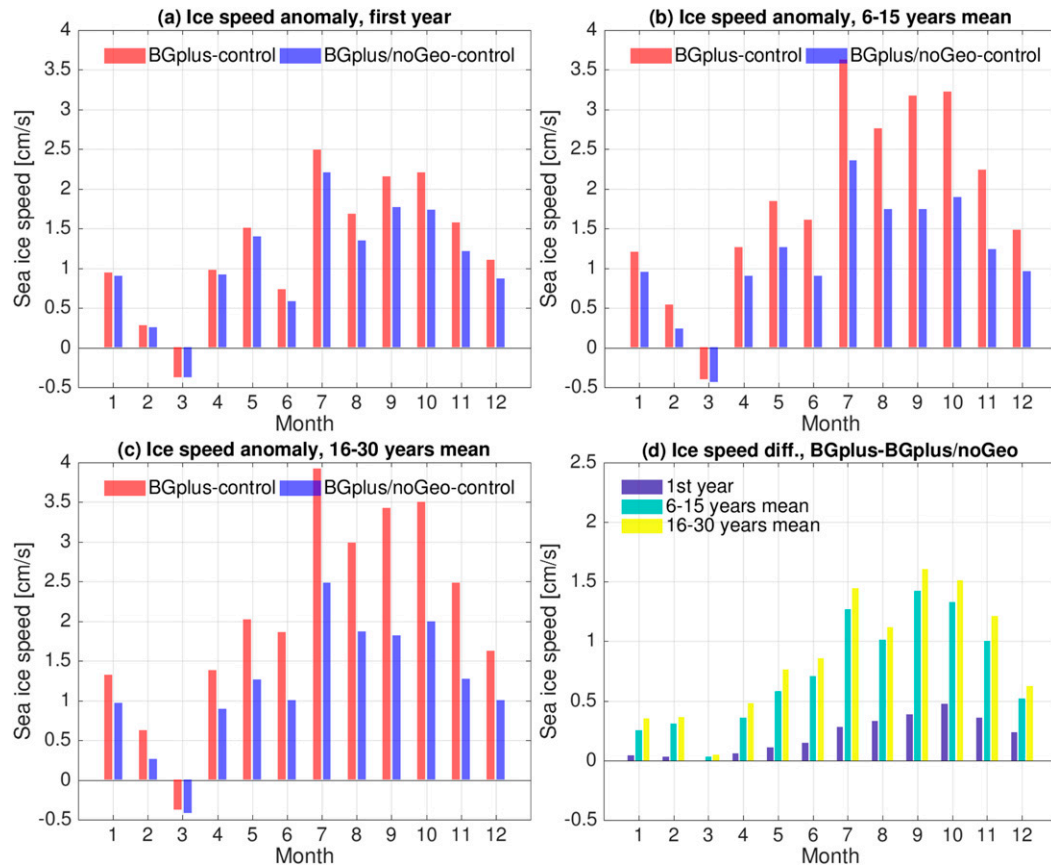 (a) Ice speed anomaly, first year
BGplus-control BGplus/noGeo-control
Sea ice speed [cm/s]
4
3.5
3
2.5
2
1.5
1
0.5
0
-0.5
1 2 3 4 5 6 7 8 9 10 11 12
Month
(b) Ice speed anomaly, 6-15 years mean
BGplus-control BGplus/noGeo-control
Sea ice speed [cm/s]
4
3.5
3
2.5
2
1.5
1
0.5
0
-0.5
1 2 3 4 5 6 7 8 9 10 11 12
Month
(c) Ice speed anomaly, 16-30 years mean
BGplus-control BGplus/noGeo-control
Sea ice speed [cm/s]
4
3.5
3
2.5
2
1.5
1
0.5
0
-0.5
1 2 3 4 5 6 7 8 9 10 11 12
Month
(d) Ice speed diff., BGplus-BGplus/noGeo
1st year
6-15 years mean
16-30 years mean
Sea ice speed [cm/s]
2.5
2
1.5
1
0.5
0
-0.5
1 2 3 4 5 6 7 8 9 10 11 12
Month